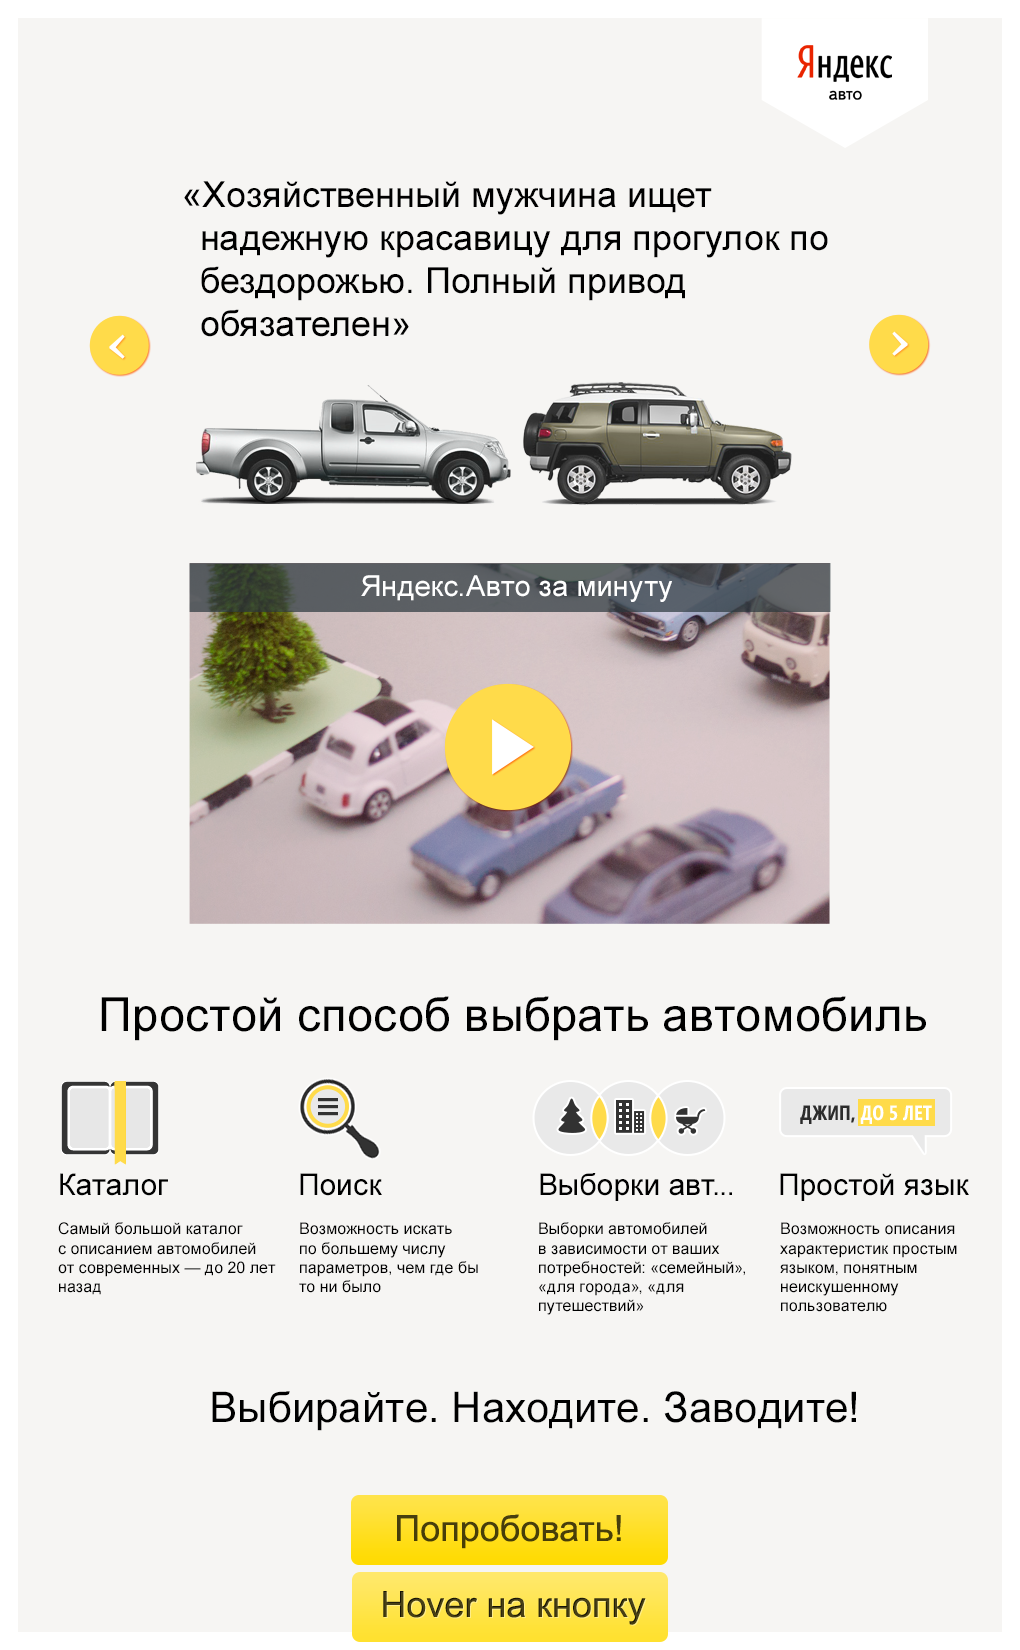 Яндекс
авто
«Хозяйственный мужчина ищет
надежную красавицу для прогулок по
бездорожью. Полный привод
обязателен»
Яндекс.Авто за минуту
Простой способ выбрать автомобиль
ДЖИП, ДО 5 ЛЕТ
Каталог
Поиск
Выборки авт...
Простой язык
Самый большой каталог
с описанием автомобилей
от современных — до 20 лет
назад
Возможность искать
по большему числу
параметров, чем где бы
то ни было
Выборки автомобилей
в зависимости от ваших
потребностей: «семейный»,
«для города», «для
путешествий»
Возможность описания
характеристик простым
языком, понятным
неискушенному
пользователю
Выбирайте. Находите. Заводите!
Попробовать!
Hover на кнопку